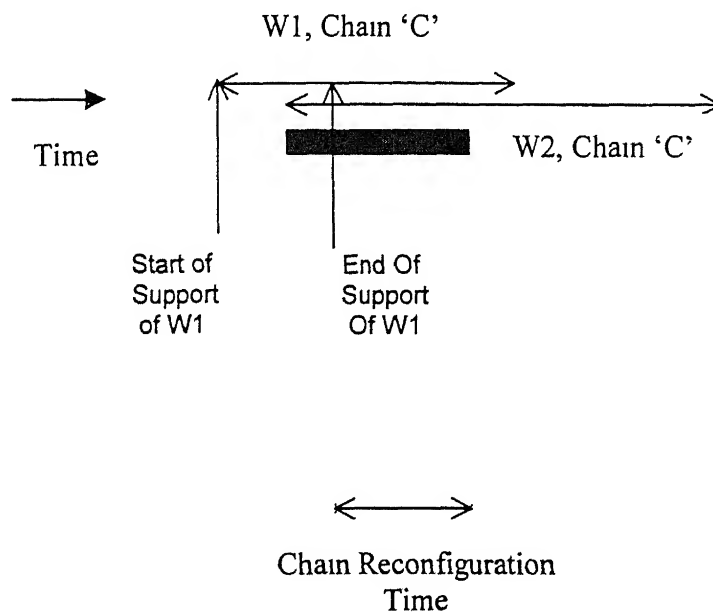 W1, Chain ‘C’
Time
W2, Chain ‘C’
Start of
Support
of W1
End Of
Support
Of W1
Chain Reconfiguration
Time